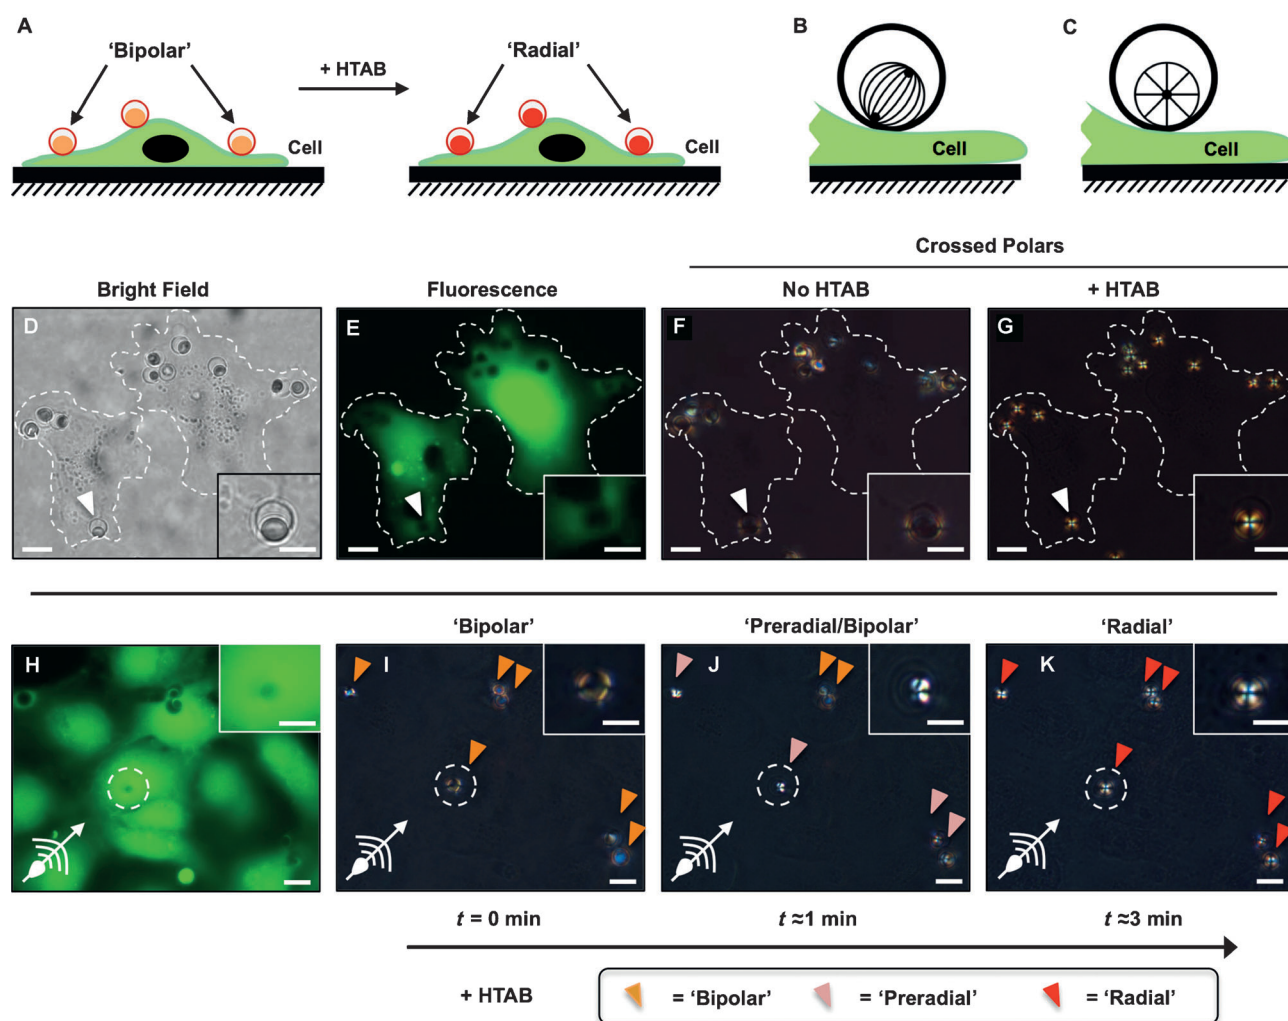 A
B
C
‘Bipolar’
+ HTAB
‘Radial’
Cell
Cell
Cell
Cell
Crossed Polars
Bright Field
Fluorescence
No HTAB
+ HTAB
D
E
F
G
‘Bipolar’
‘Preradial/Bipolar’
‘Radial’
H
I
J
K
t = 0 min
t ≈1 min
t ≈3 min
+ HTAB
= ‘Bipolar’
= ‘Preradial’
= ‘Radial’